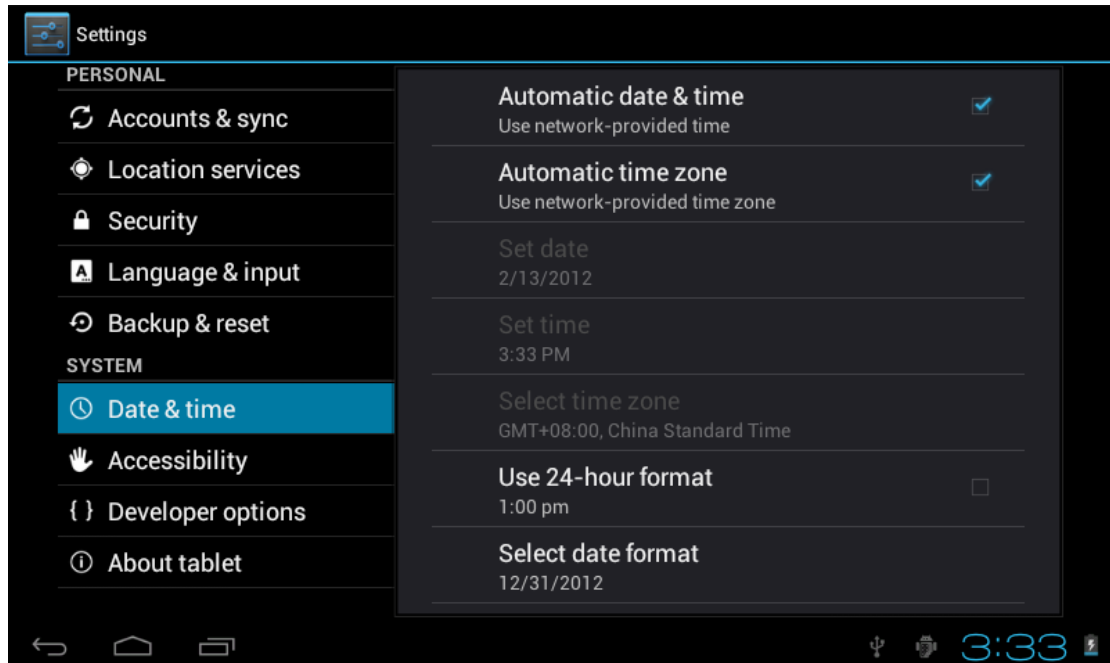 Settings
PERSONAL
Accounts & sync
Location services
Security
Language & input
Backup & reset
SYSTEM
Date & time
Accessibility
{ } Developer options
About tablet
Automatic date & time
Use network-provided time
Automatic time zone
Use network-provided time zone
Set date
2/13/2012
Set time
3:33 PM
Select time zone
GMT+08:00, China Standard Time
Use 24-hour format
1:00 pm
Select date format
12/31/2012
3:33